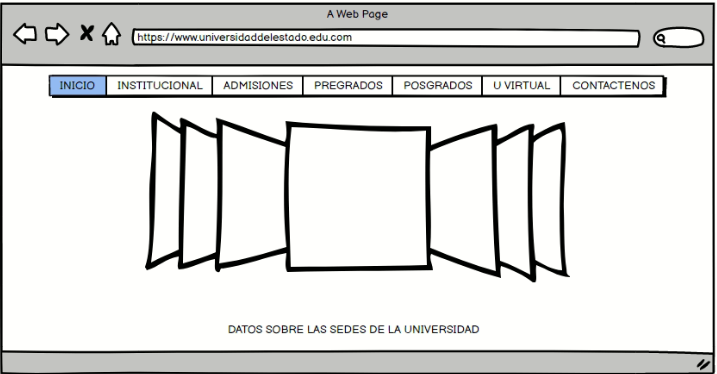 A Web Page
https://www.universidaddelestado.edu.com
INICIO INSTITUCIONAL ADMISIONES PREGRADOS POSGRADOS U VIRTUAL CONTACTENOS
DATOS SOBRE LAS SEDES DE LA UNIVERSIDAD